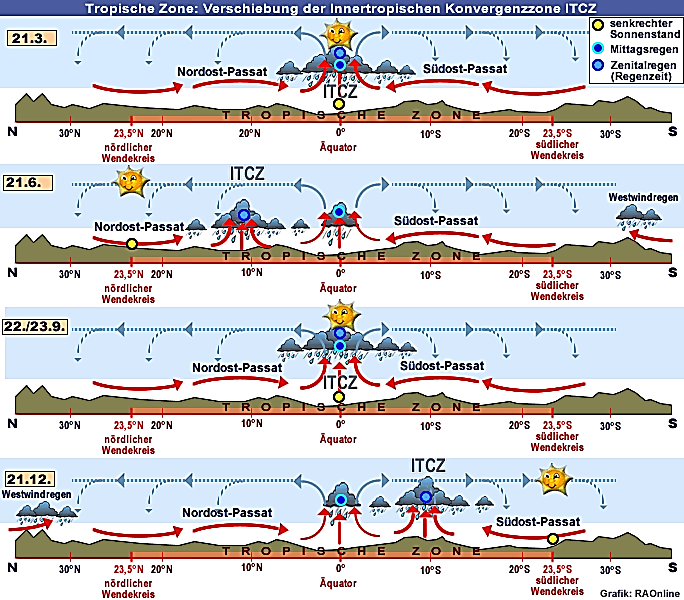 Tropische Zone: Verschiebung der Innertropischen Konvergenzzone ITCZ
21.3.
senkrechter
Sonnenstand
Mittagsregen
Zenitalregen
(Regenzeit)
Nordost-Passat
Südost-Passat
ITCZ
TROPISCHE ZONE
N 30°N 23,5°N 20°N 20°N 0° 10°S 20°S 23,5°S 30°S S
nördlicher
Wendekreis
Äquator
südlicher
Wendekreis
21.6.
ITCZ
Westwindregen
Nordost-Passat
Südost-Passat
TROPISCHE ZONE
N 30°N 23,5°N 20°N 10°N 0° 10°S 20°S 23,5°S 30°S S
nördlicher
Wendekreis
Äquator
südlicher
Wendekreis
22./23.9.
Nordost-Passat
Südost-Passat
ITCZ
TROPISCHE ZONE
N 30°N 23,5°N 20°N 10°N 0° 10°S 20°S 23,5°S 30°S S
nördlicher
Wendekreis
Äquator
südlicher
Wendekreis
21.12.
ITCZ
Westwindregen
Nordost-Passat
Südost-Passat
TROPISCHE ZONE
N 30°N 23,5°N 20°N 10°N 0° 10°S 20°S 23,5°S 30°S S
nördlicher
Wendekreis
Äquator
südlicher
Wendekreis
Grafik: RAOnline